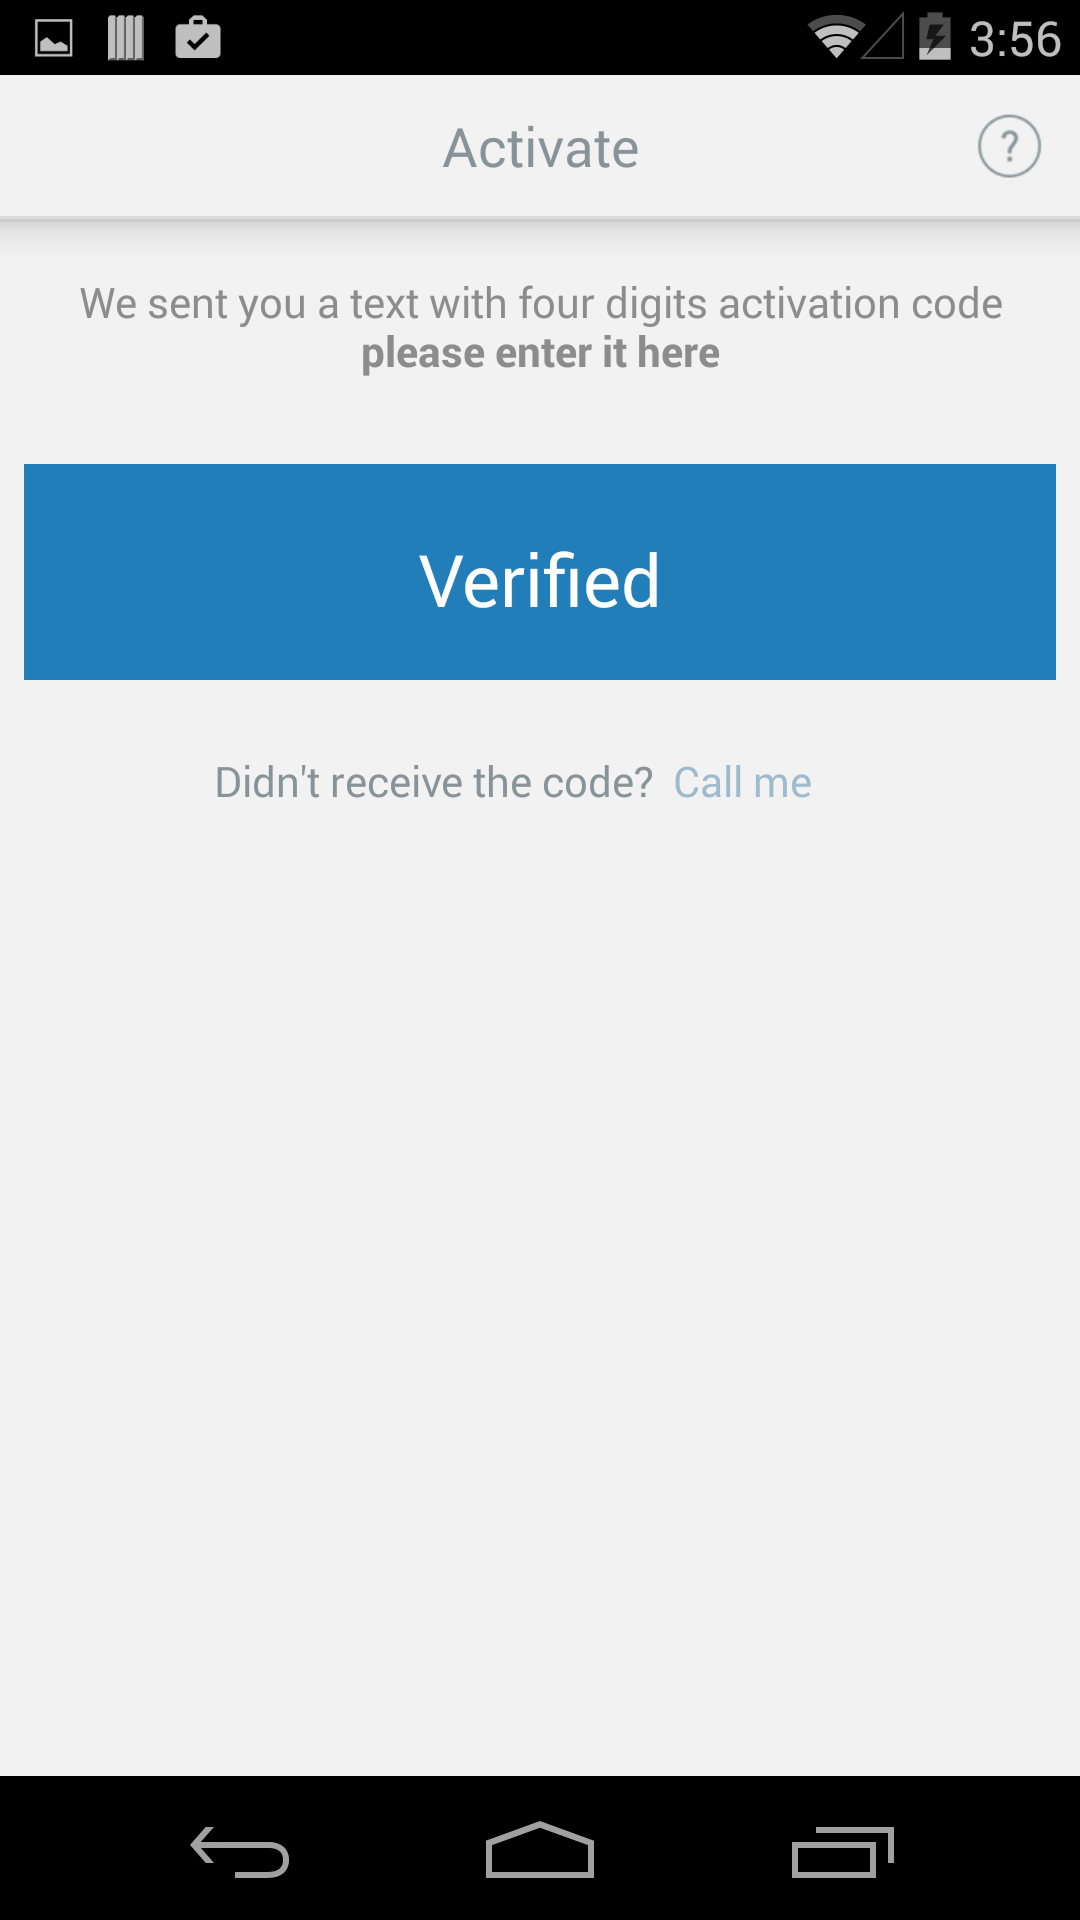 3:56
Activate
?
We sent you a text with four digits activation code
please enter it here
Verified
Didn't receive the code? Call me